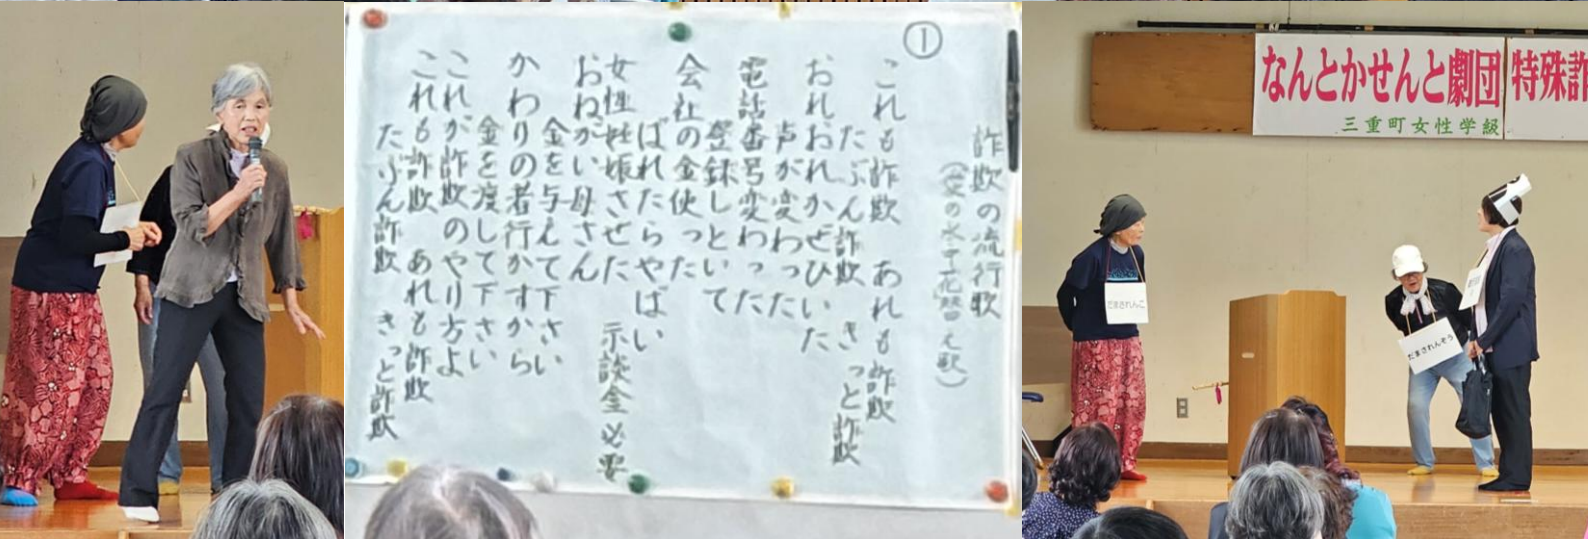 ①
詐欺の流行歌
(愛の水中花替え歌)
これも詐欺 あれも詐欺
たぶん詐欺 きっと詐欺
おれおれかぜひいた
声が変わった
電話番号変わった
登録しといて
会社の金使った
ばれたらやばい
女性妊娠させた 示談金必要
おねがい母さん
金を与えて下さい
かわりの者行かすから
金を渡して下さい
これが詐欺のやり方よ
これも詐欺 あれも詐欺
たぶん詐欺 きっと詐欺
なんとかせんと劇団 特殊詐
三重町女性学級
だまされんこ
だまされんぞう